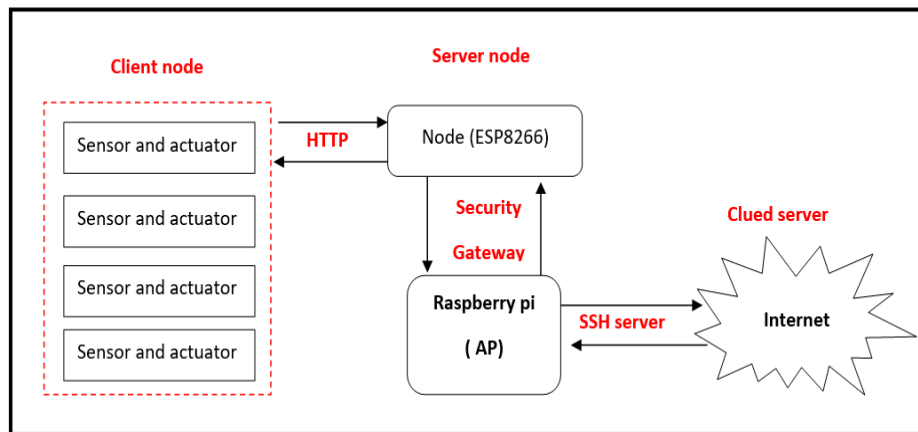 Client node
Server node
Sensor and actuator
Sensor and actuator
Sensor and actuator
Sensor and actuator
HTTP
Node (ESP8266)
Security
Gateway
Raspberry pi
( AP)
SSH server
Clued server
Internet